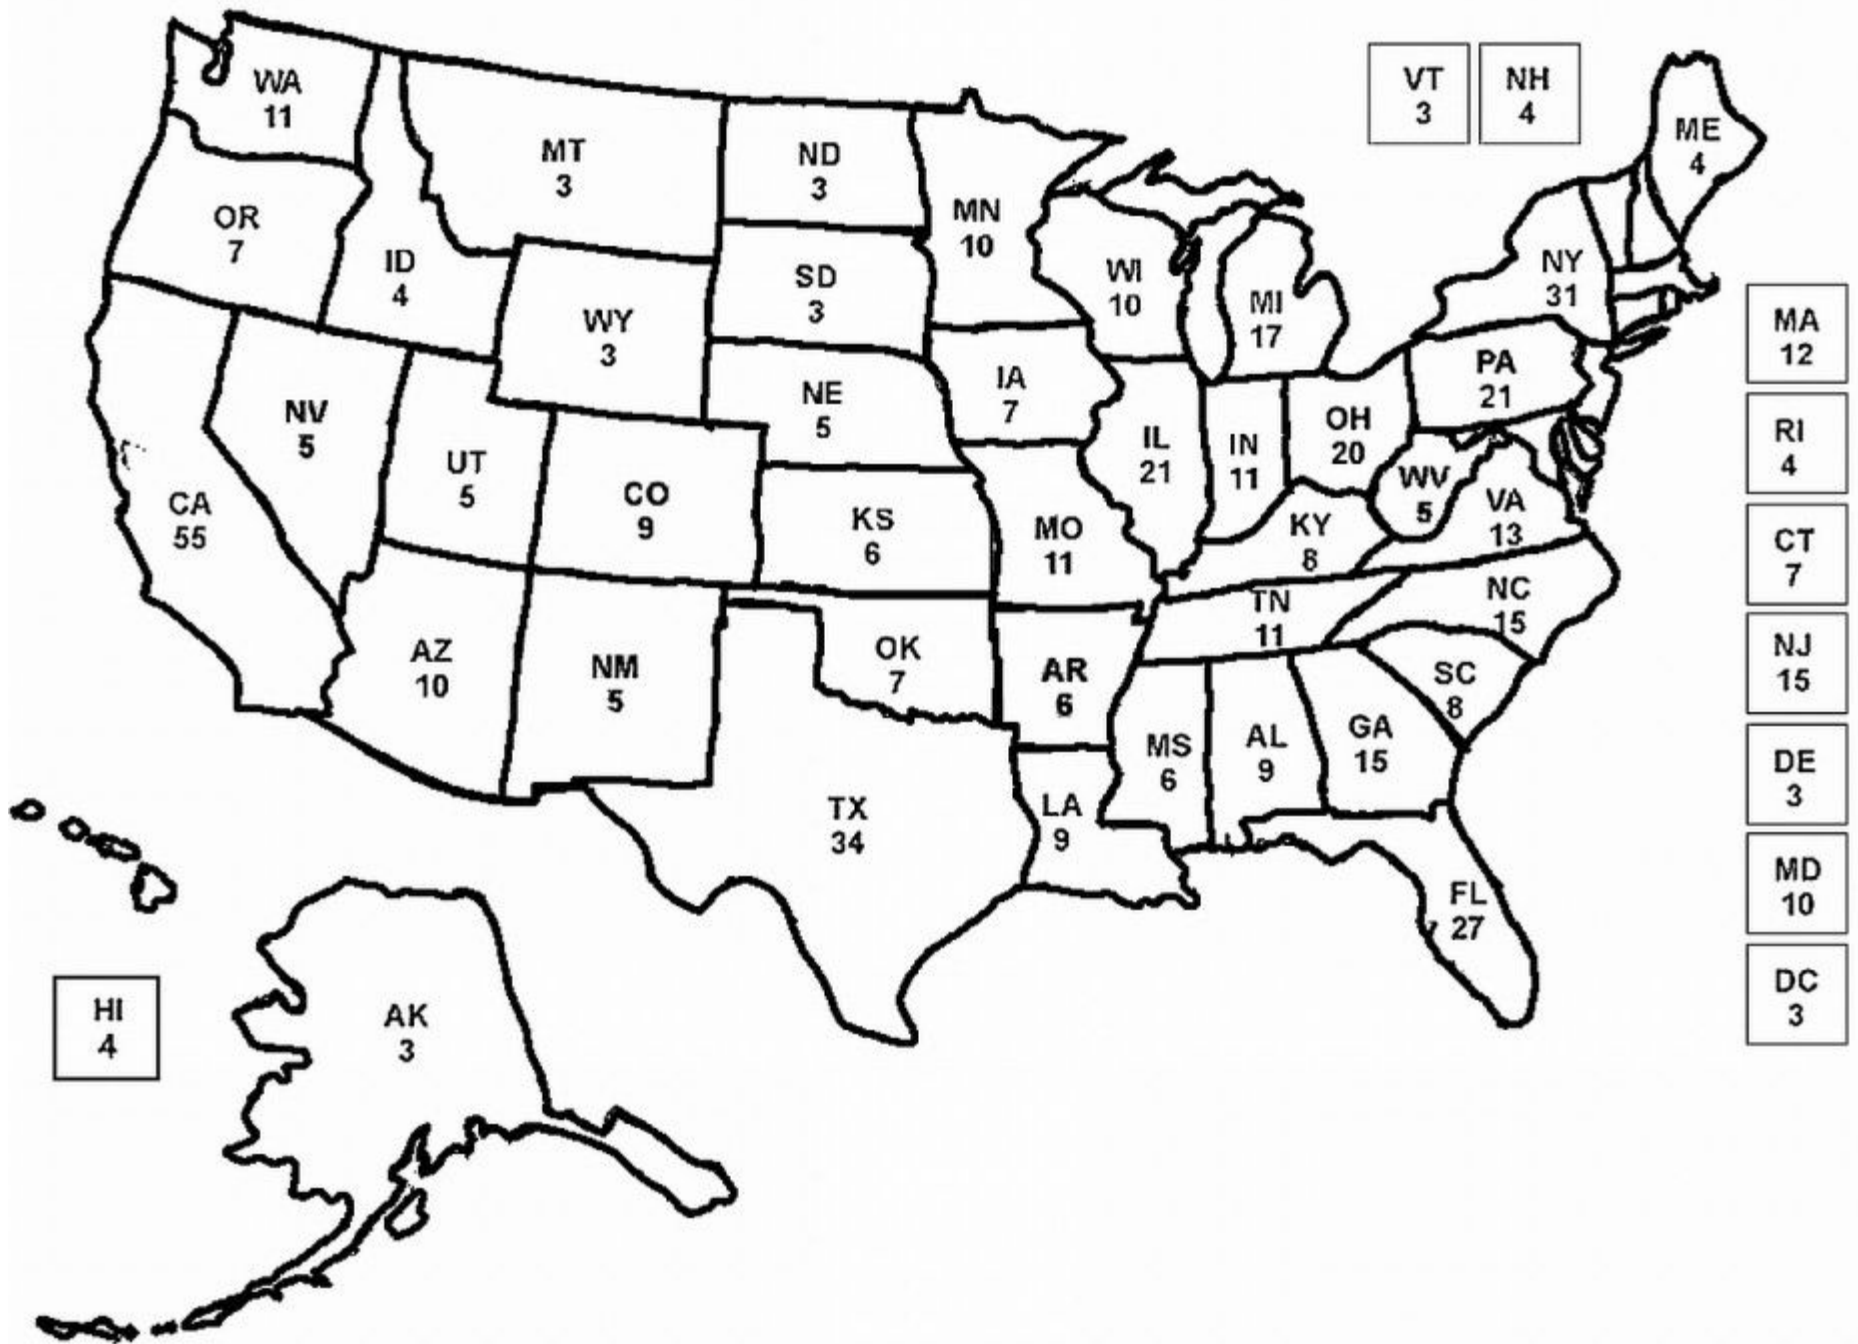 WA
11
MT
3
ND
3
MN
10
VT
3
NH
4
ME
4
OR
7
ID
4
WY
3
SD
3
WI
10
MI
17
NY
31
MA
12
NV
5
UT
5
CO
9
NE
5
IA
7
IL
21
IN
11
OH
20
PA
21
RI
4
CA
55
KS
6
MO
11
KY
8
WV
5
VA
13
CT
7
AZ
10
NM
5
OK
7
AR
6
TN
11
NC
15
NJ
15
TX
34
LA
9
MS
6
AL
9
GA
15
SC
8
DE
3
FL
27
MD
10
HI
4
AK
3
DC
3